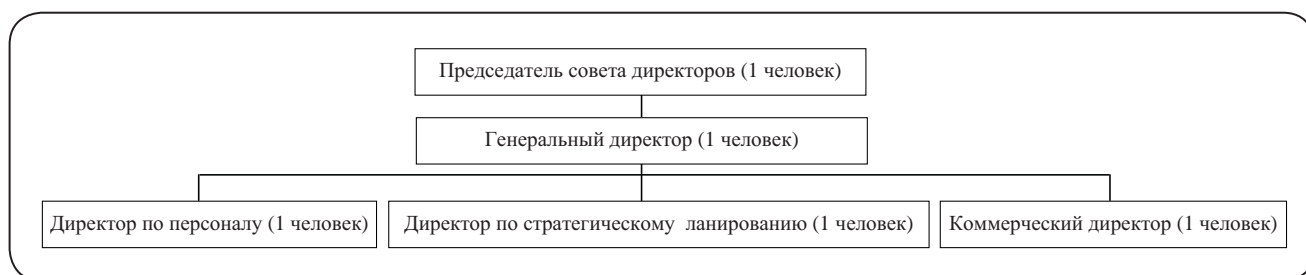 Председатель совета директоров (1 человек)
Генеральный директор (1 человек)
Директор по персоналу (1 человек)
Директор по стратегическому ланированию (1 человек)
Коммерческий директор (1 человек)